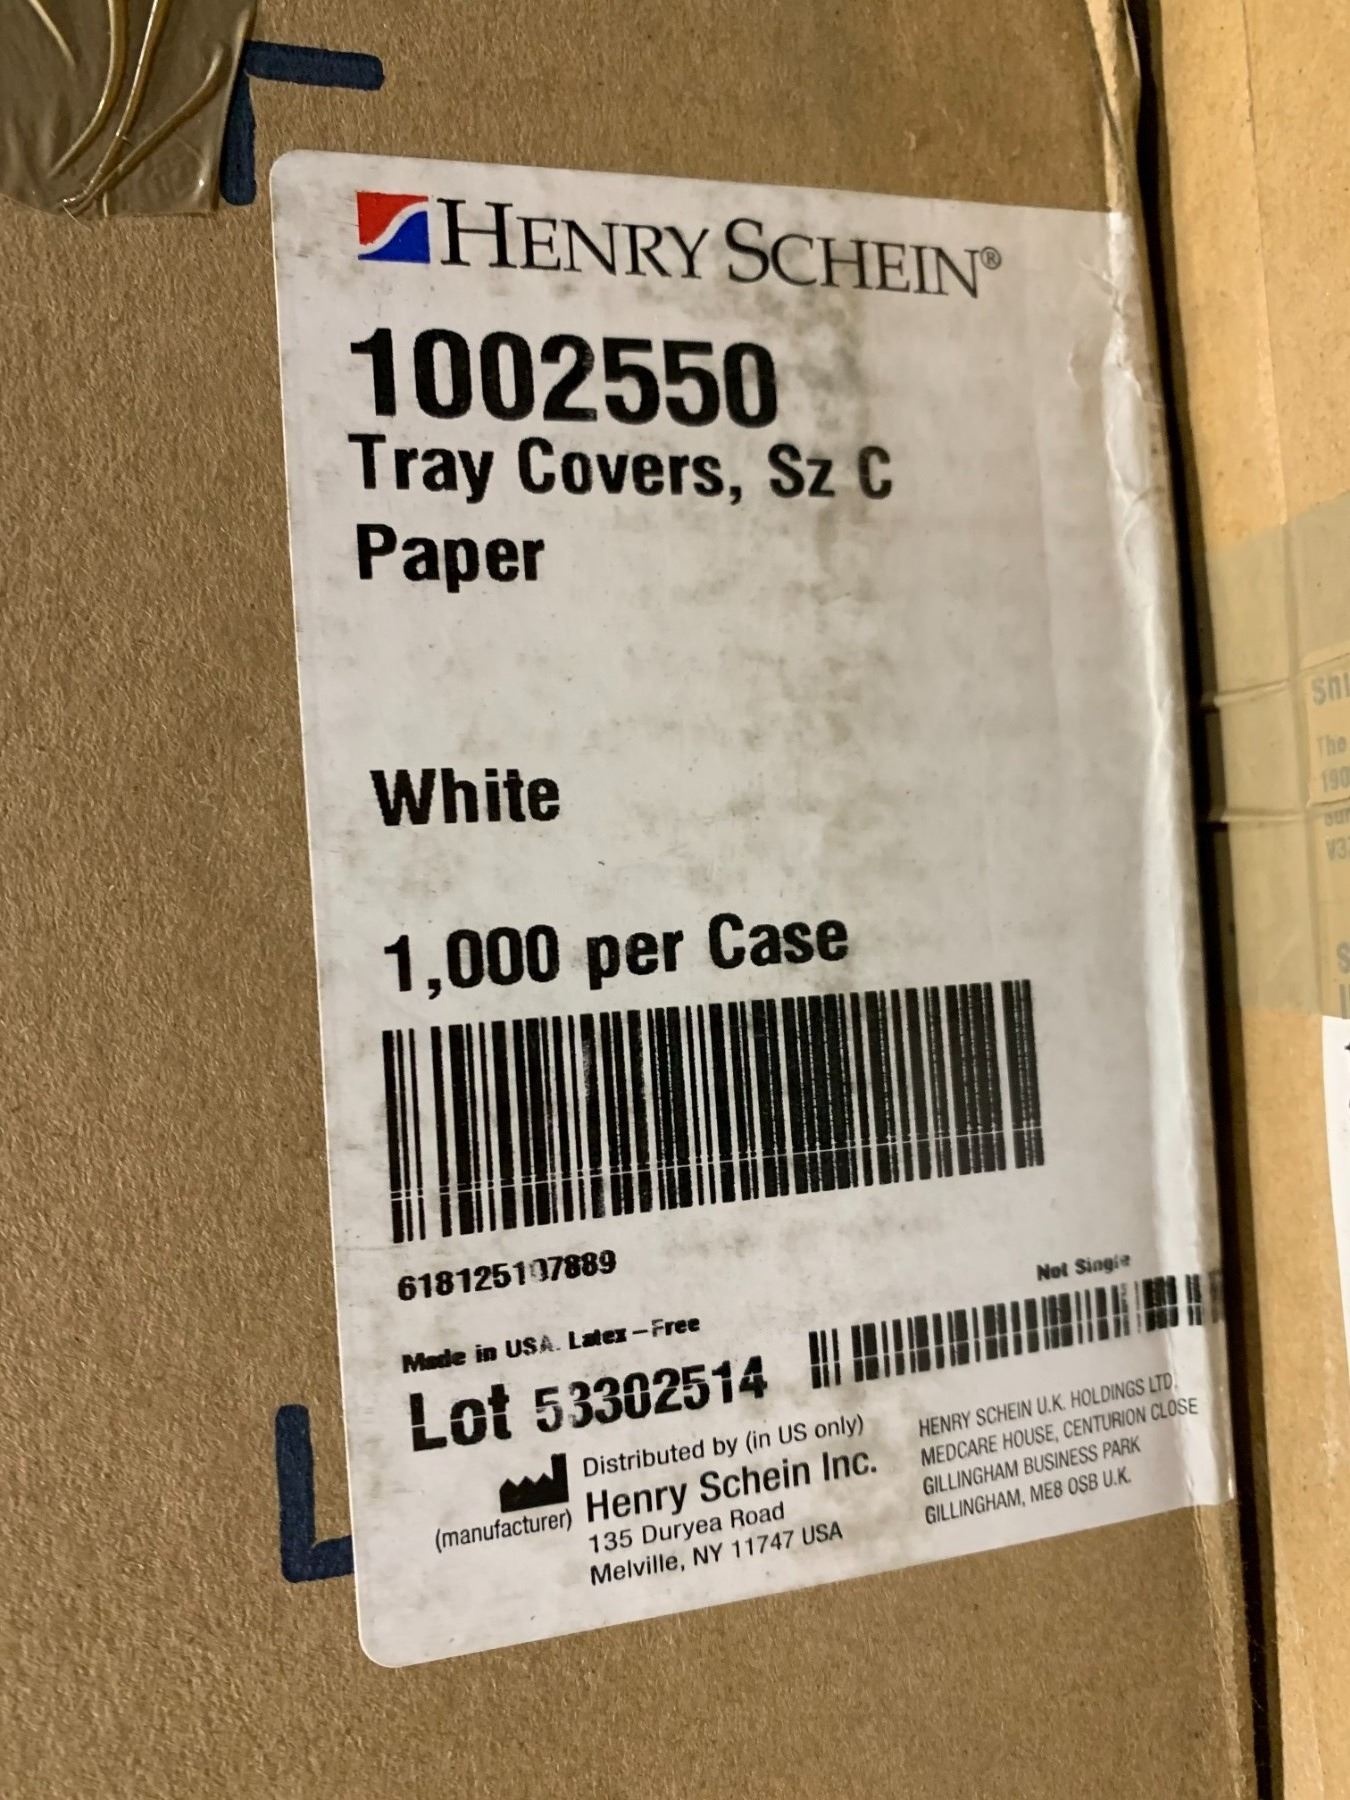 HENRY SCHEIN®
1002550
Tray Covers, Sz C
Paper
White
1,000 per Case
618125107889
Not Single
Made in USA. Latex-Free
Lot 53302514
(manufacturer)
Distributed by (in US only)
Henry Schein Inc.
135 Duryea Road
Melville, NY 11747 USA
HENRY SCHEIN U.K. HOLDINGS LTD.
MEDCARE HOUSE, CENTURION CLOSE
GILLINGHAM BUSINESS PARK
GILLINGHAM, ME8 0SB U.K.
The
190